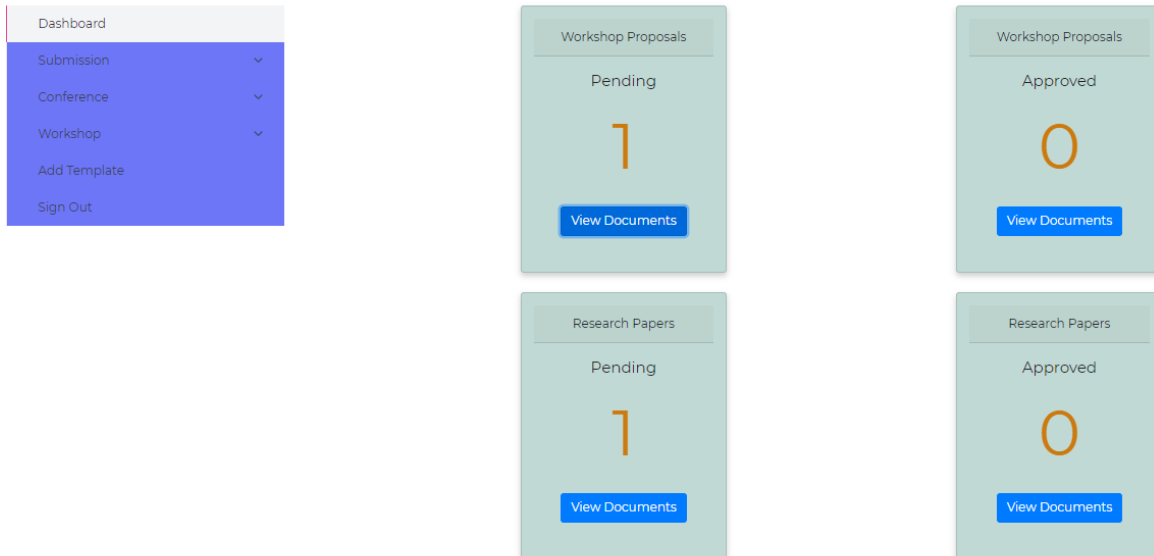 Dashboard
Submission
Conference
Workshop
Add Template
Sign Out
Workshop Proposals
Pending
1
View Documents
Workshop Proposals
Approved
0
View Documents
Research Papers
Pending
1
View Documents
Research Papers
Approved
0
View Documents